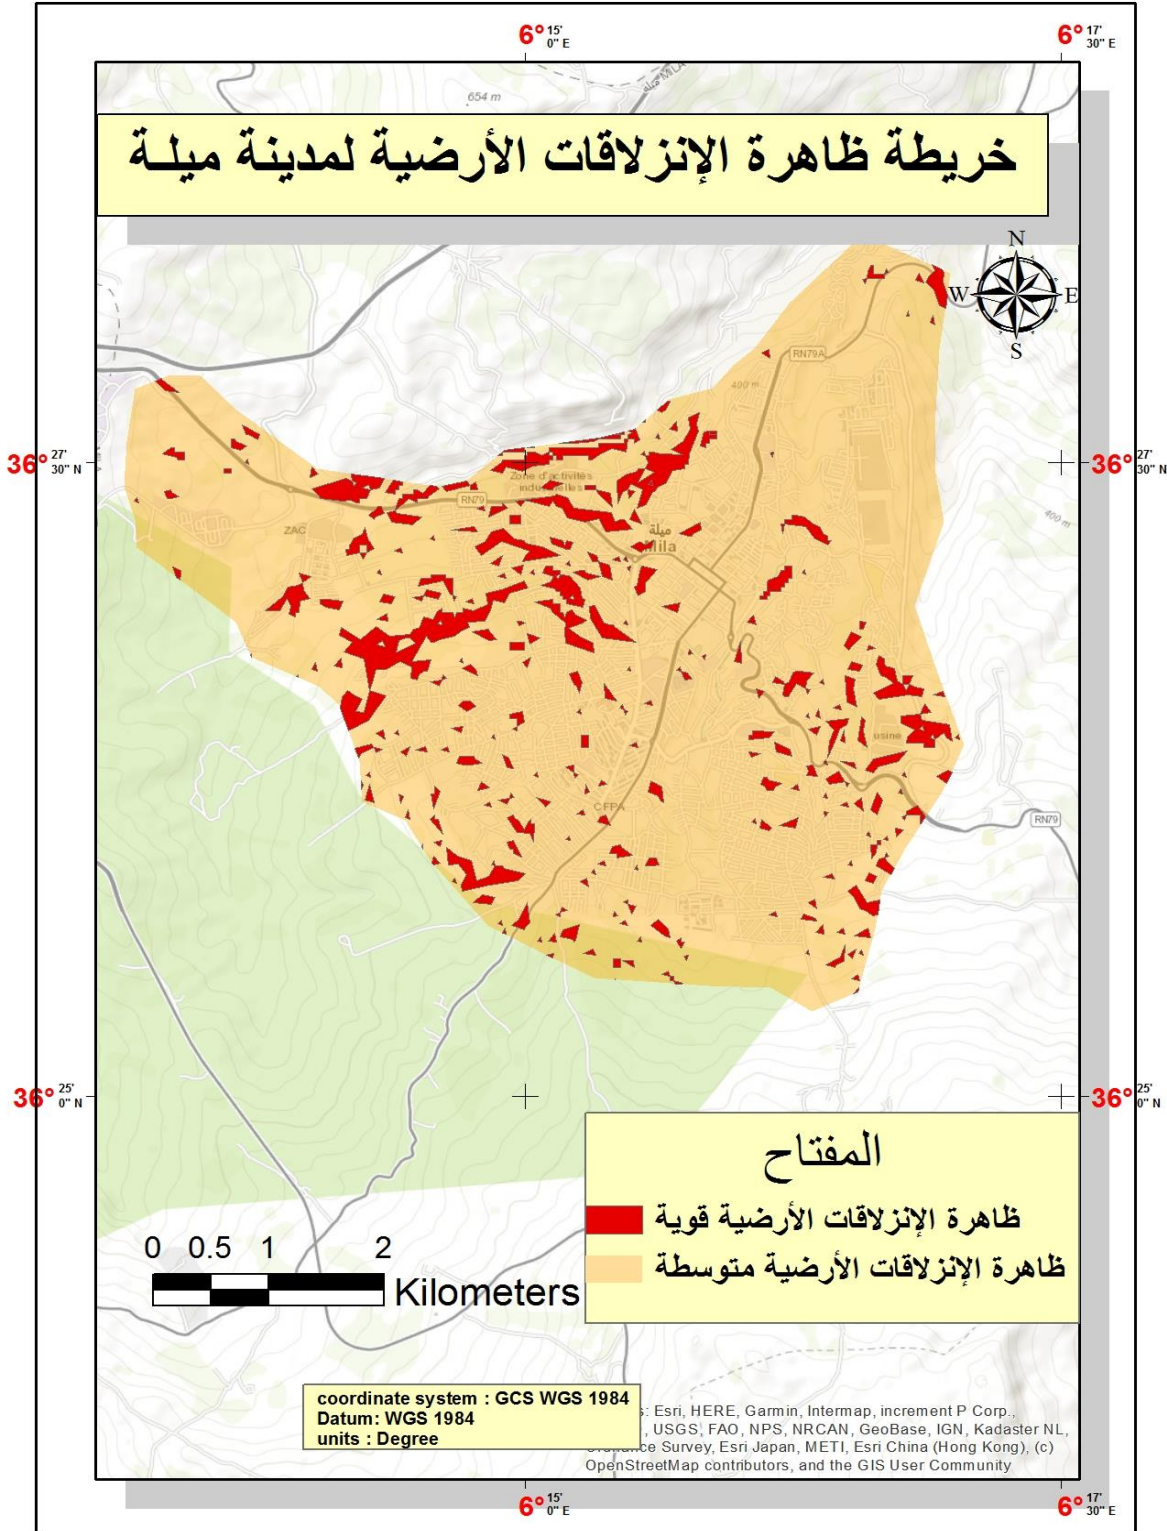 6° 15' 0" E
6° 17' 30" E
654 m
ميلة MILA
خريطة ظاهرة الإنزلاقات الأرضية لمدينة ميلـة
N
W E
S
RN79A
400 m
36° 27' 30" N
36° 27' 30" N
Zone d'activités
industrielles
RN79
ZAC
ميلة
Mila
400 m
usine
CFPA
RN79
36° 25' 0" N
36° 25' 0" N
المفتاح
ظاهرة الإنزلاقات الأرضية قوية
ظاهرة الإنزلاقات الأرضية متوسطة
0 0.5 1 2
Kilometers
coordinate system : GCS WGS 1984
Datum: WGS 1984
units : Degree
s: Esri, HERE, Garmin, Intermap, increment P Corp.,
, USGS, FAO, NPS, NRCAN, GeoBase, IGN, Kadaster NL,
Ordnance Survey, Esri Japan, METI, Esri China (Hong Kong), (c)
OpenStreetMap contributors, and the GIS User Community
6° 15' 0" E
6° 17' 30" E